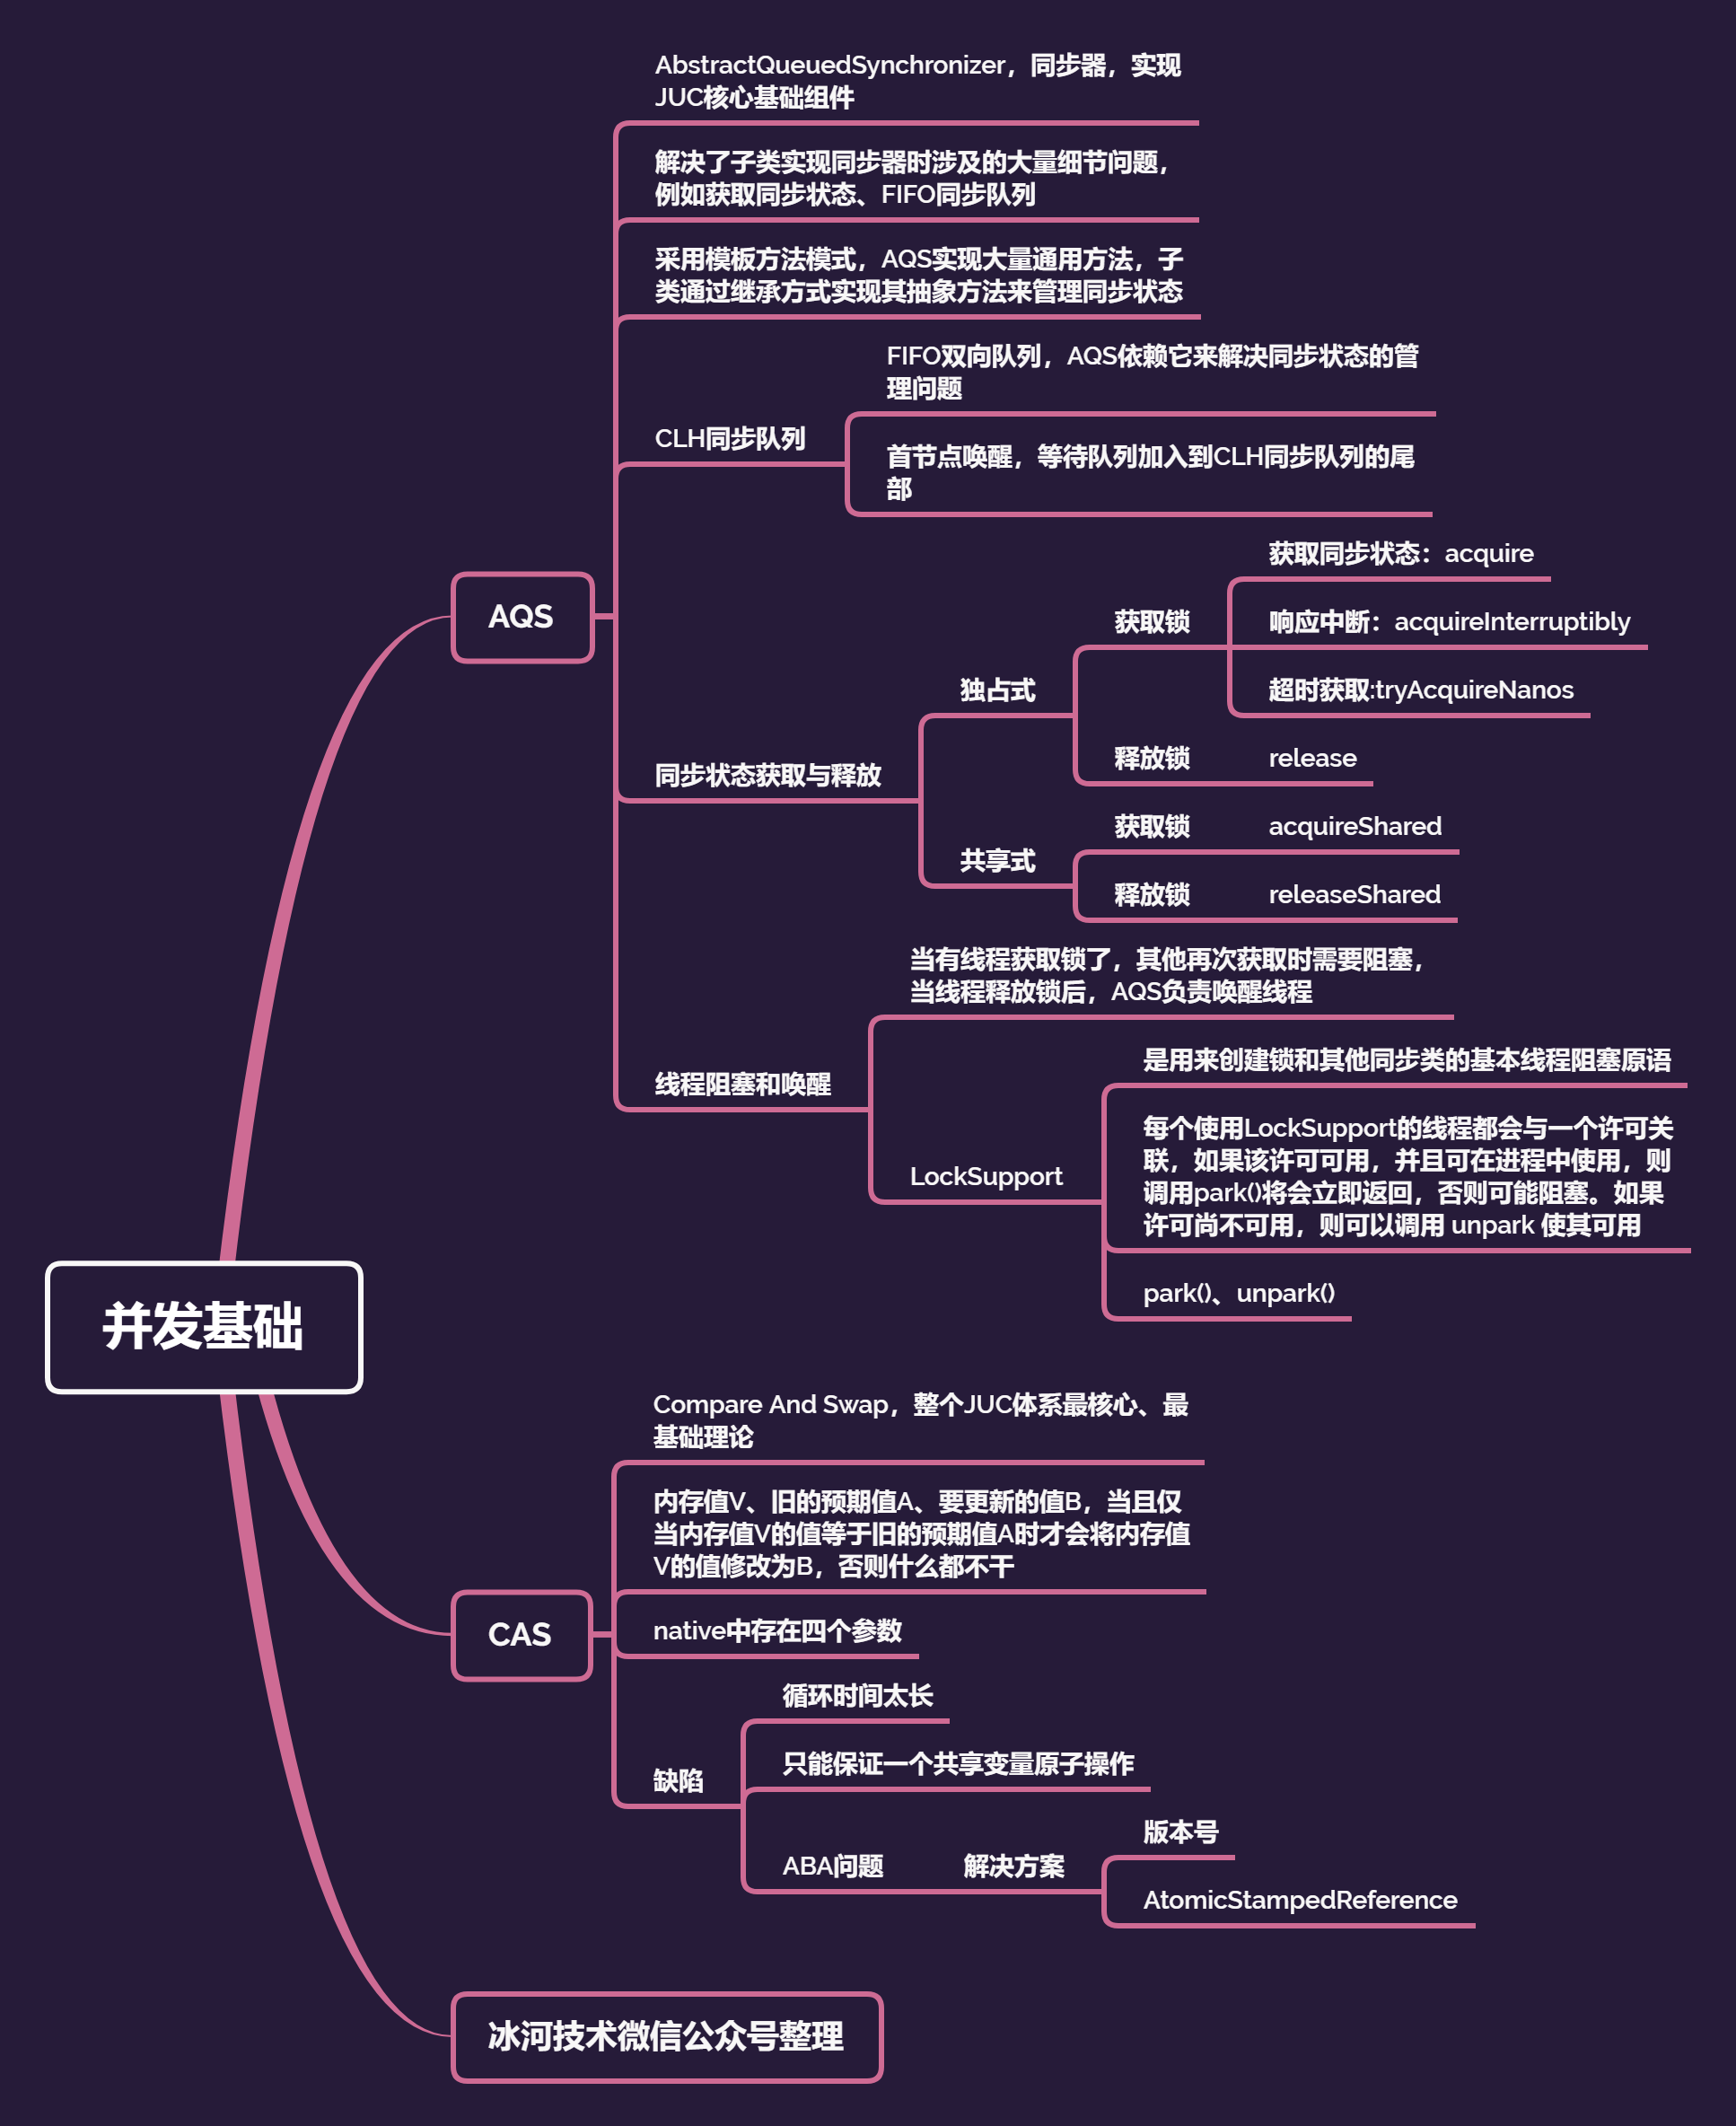 并发基础
AQS
AbstractQueuedSynchronizer，同步器，实现
JUC核心基础组件
解决了子类实现同步器时涉及的大量细节问题，
例如获取同步状态、FIFO同步队列
采用模板方法模式，AQS实现大量通用方法，子
类通过继承方式实现其抽象方法来管理同步状态
CLH同步队列
FIFO双向队列，AQS依赖它来解决同步状态的管
理问题
首节点唤醒，等待队列加入到CLH同步队列的尾
部
同步状态获取与释放
独占式
获取锁
获取同步状态：acquire
响应中断：acquireInterruptibly
超时获取:tryAcquireNanos
释放锁
release
共享式
获取锁
acquireShared
释放锁
releaseShared
线程阻塞和唤醒
当有线程获取锁了，其他再次获取时需要阻塞，
当线程释放锁后，AQS负责唤醒线程
LockSupport
是用来创建锁和其他同步类的基本线程阻塞原语
每个使用LockSupport的线程都会与一个许可关
联，如果该许可可用，并且可在进程中使用，则
调用park()将会立即返回，否则可能阻塞。如果
许可尚不可用，则可以调用 unpark 使其可用
park()、unpark()
CAS
Compare And Swap，整个JUC体系最核心、最
基础理论
内存值V、旧的预期值A、要更新的值B，当且仅
当内存值V的值等于旧的预期值A时才会将内存值
V的值修改为B，否则什么都不干
native中存在四个参数
缺陷
循环时间太长
只能保证一个共享变量原子操作
ABA问题
解决方案
版本号
AtomicStampedReference
冰河技术微信公众号整理